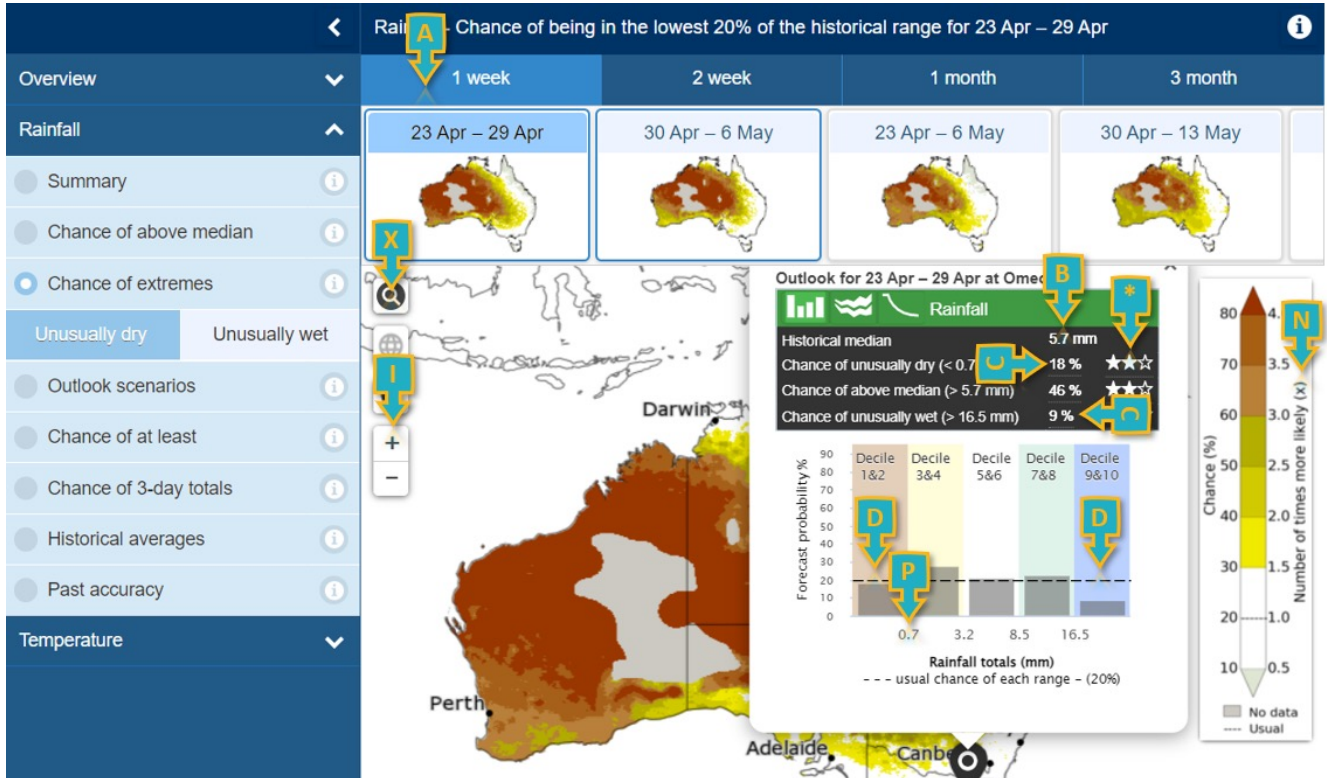 Rai - Chance of being in the lowest 20% of the historical range for 23 Apr – 29 Apr
A
1 week
2 week
1 month
3 month
Overview
Rainfall
Summary
Chance of above median
Chance of extremes
Unusually dry
Unusually wet
Outlook scenarios
Chance of at least
Chance of 3-day totals
Historical averages
Past accuracy
Temperature
23 Apr – 29 Apr
30 Apr – 6 May
23 Apr – 6 May
30 Apr – 13 May
X
I
+
−
Darwin
Perth
Adelaide
Canb
Outlook for 23 Apr – 29 Apr at Ome
B
*
Rainfall
Historical median 5.7 mm
Chance of unusually dry (< 0.7 18 %
C
Chance of above median (> 5.7 mm) 46 %
Chance of unusually wet (> 16.5 mm) 9 %
C
Forecast probability%
90
80
70
60
50
40
30
20
10
0
Decile 1&2
Decile 3&4
Decile 5&6
Decile 7&8
Decile 9&10
D
D
P
0.7 3.2 8.5 16.5
Rainfall totals (mm)
- - - usual chance of each range – (20%)
N
Chance (%)
80 4.
70 3.5
60 3.0
50 2.5
40 2.0
30 1.5
20 1.0
10 0.5
Number of times more likely (x)
No data
---- Usual